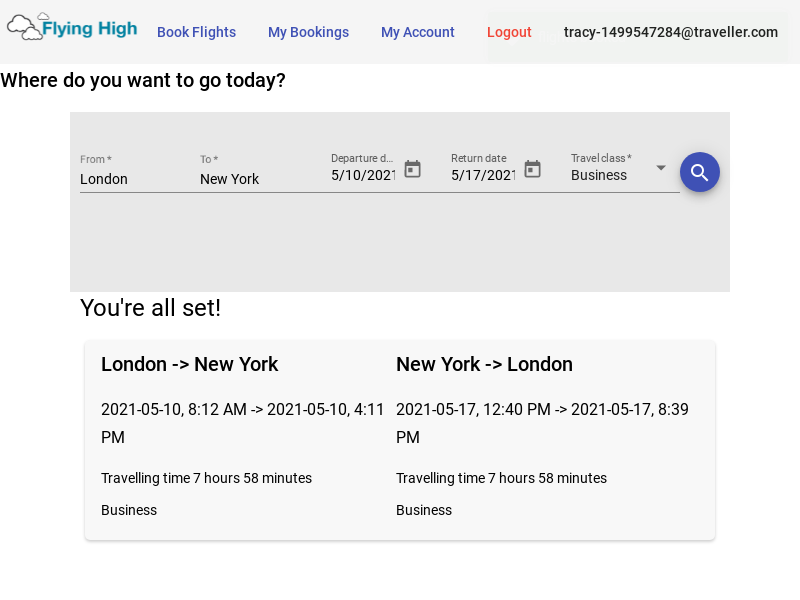 Flying High
Book Flights
My Bookings
My Account
Logout
tracy-1499547284@traveller.com
Where do you want to go today?
From *
London
To *
New York
Departure d...
5/10/2021
Return date
5/17/2021
Travel class *
Business
You're all set!
London -> New York
2021-05-10, 8:12 AM -> 2021-05-10, 4:11
PM
Travelling time 7 hours 58 minutes
Business
New York -> London
2021-05-17, 12:40 PM -> 2021-05-17, 8:39
PM
Travelling time 7 hours 58 minutes
Business